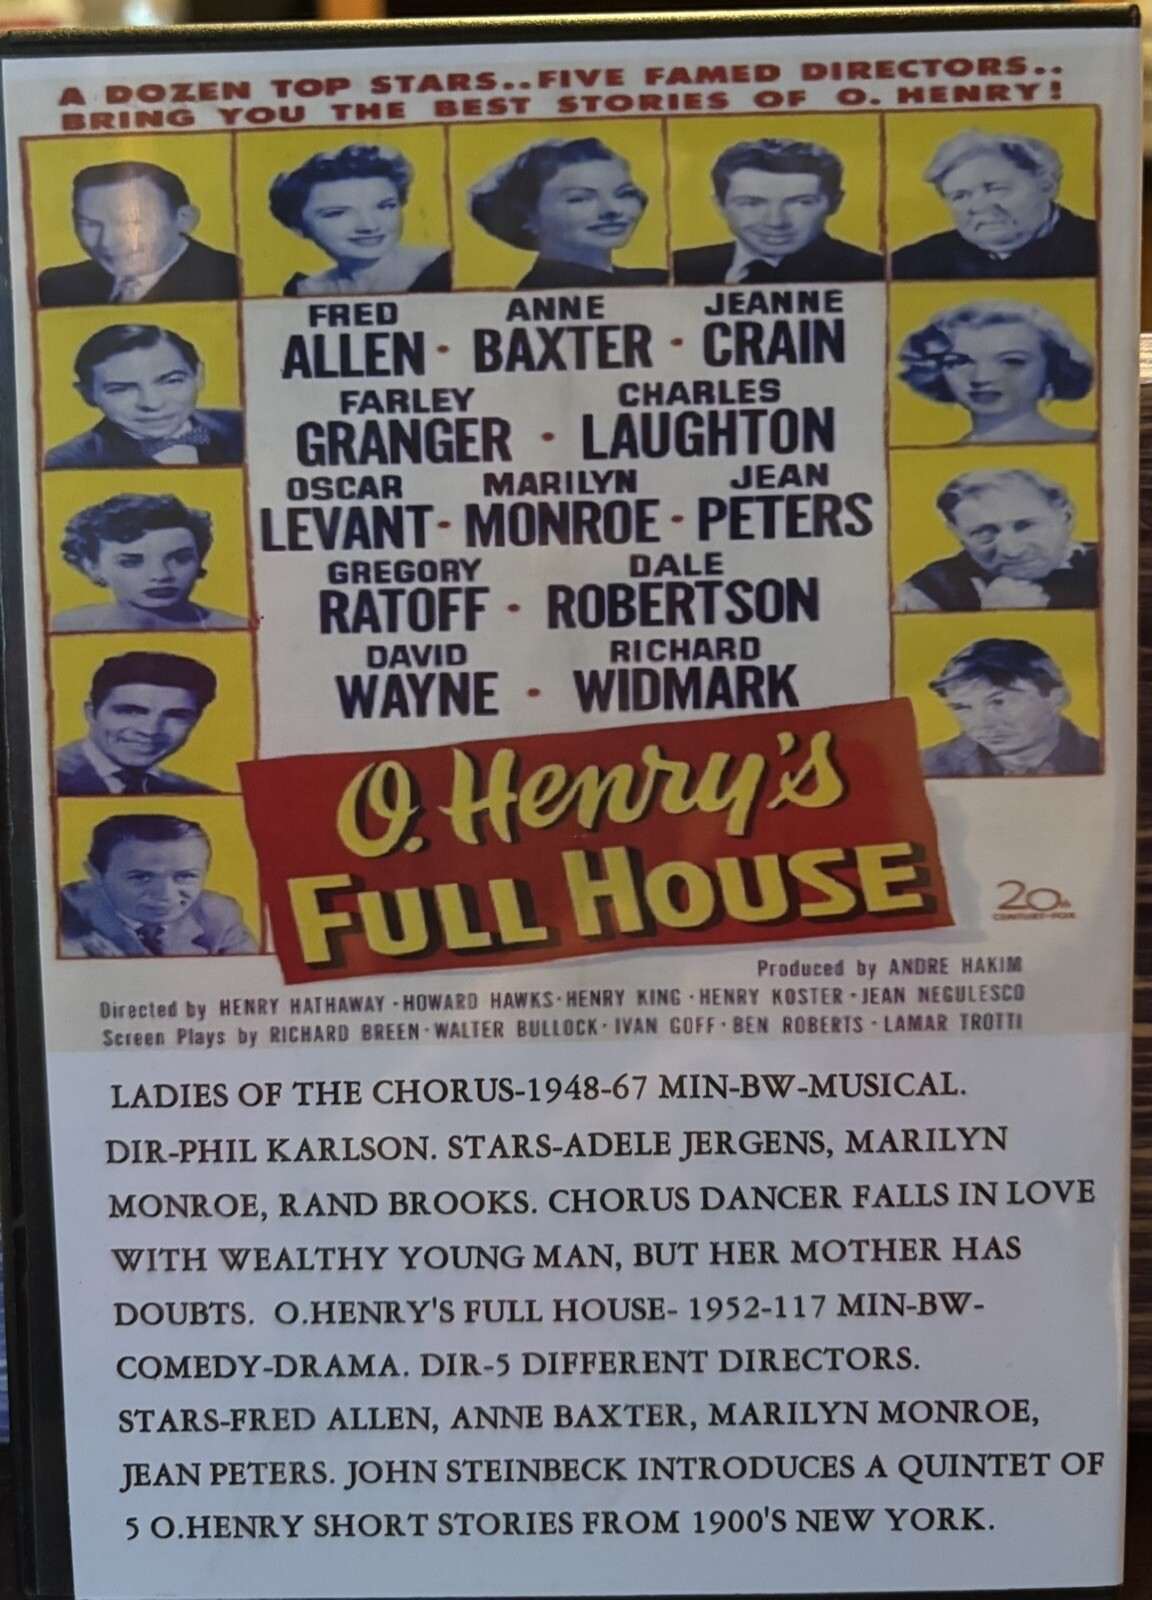 A DOZEN TOP STARS..FIVE FAMED DIRECTORS..
BRING YOU THE BEST STORIES OF O. HENRY!
FRED ALLEN · ANNE BAXTER · JEANNE CRAIN
FARLEY GRANGER · CHARLES LAUGHTON
OSCAR LEVANT · MARILYN MONROE · JEAN PETERS
GREGORY RATOFF · DALE ROBERTSON
DAVID WAYNE · RICHARD WIDMARK
O. Henry's
FULL HOUSE
20th
CENTURY-FOX
Produced by ANDRE HAKIM
Directed by HENRY HATHAWAY · HOWARD HAWKS · HENRY KING · HENRY KOSTER · JEAN NEGULESCO
Screen Plays by RICHARD BREEN · WALTER BULLOCK · IVAN GOFF · BEN ROBERTS · LAMAR TROTTI
LADIES OF THE CHORUS-1948-67 MIN-BW-MUSICAL.
DIR-PHIL KARLSON. STARS-ADELE JERGENS, MARILYN
MONROE, RAND BROOKS. CHORUS DANCER FALLS IN LOVE
WITH WEALTHY YOUNG MAN, BUT HER MOTHER HAS
DOUBTS.  O.HENRY'S FULL HOUSE- 1952-117 MIN-BW-
COMEDY-DRAMA. DIR-5 DIFFERENT DIRECTORS.
STARS-FRED ALLEN, ANNE BAXTER, MARILYN MONROE,
JEAN PETERS. JOHN STEINBECK INTRODUCES A QUINTET OF
5 O.HENRY SHORT STORIES FROM 1900'S NEW YORK.